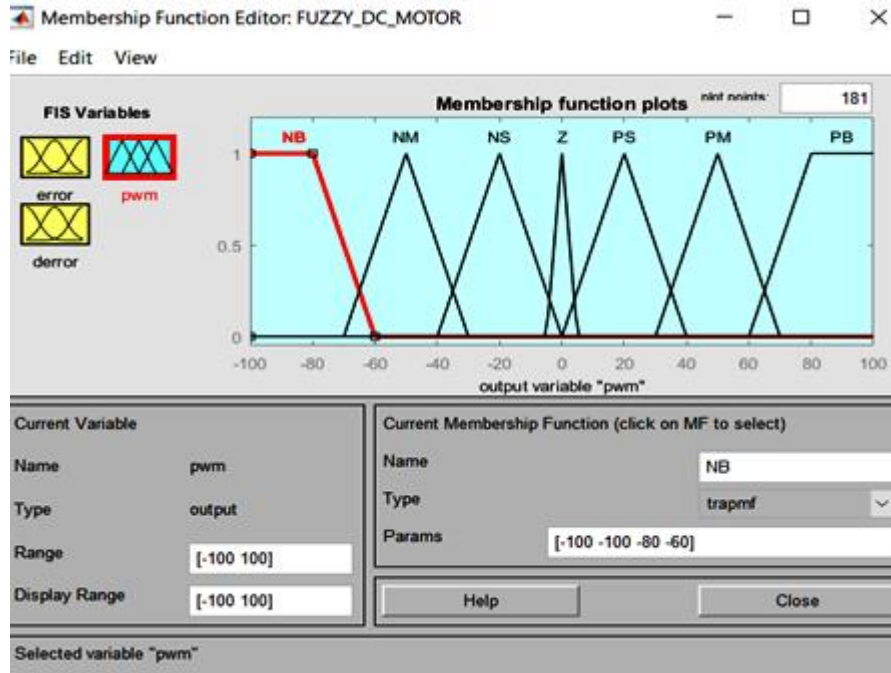 Membership Function Editor: FUZZY_DC_MOTOR
File Edit View
FIS Variables
error
pwm
derror
Membership function plots
plot points:
181
NB NM NS Z PS PM PB
1
0.5
0
-100 -80 -60 -40 -20 0 20 40 60 80 100
output variable "pwm"
Current Variable
Name pwm
Type output
Range [-100 100]
Display Range [-100 100]
Current Membership Function (click on MF to select)
Name NB
Type trapmf
Params [-100 -100 -80 -60]
Help Close
Selected variable "pwm"